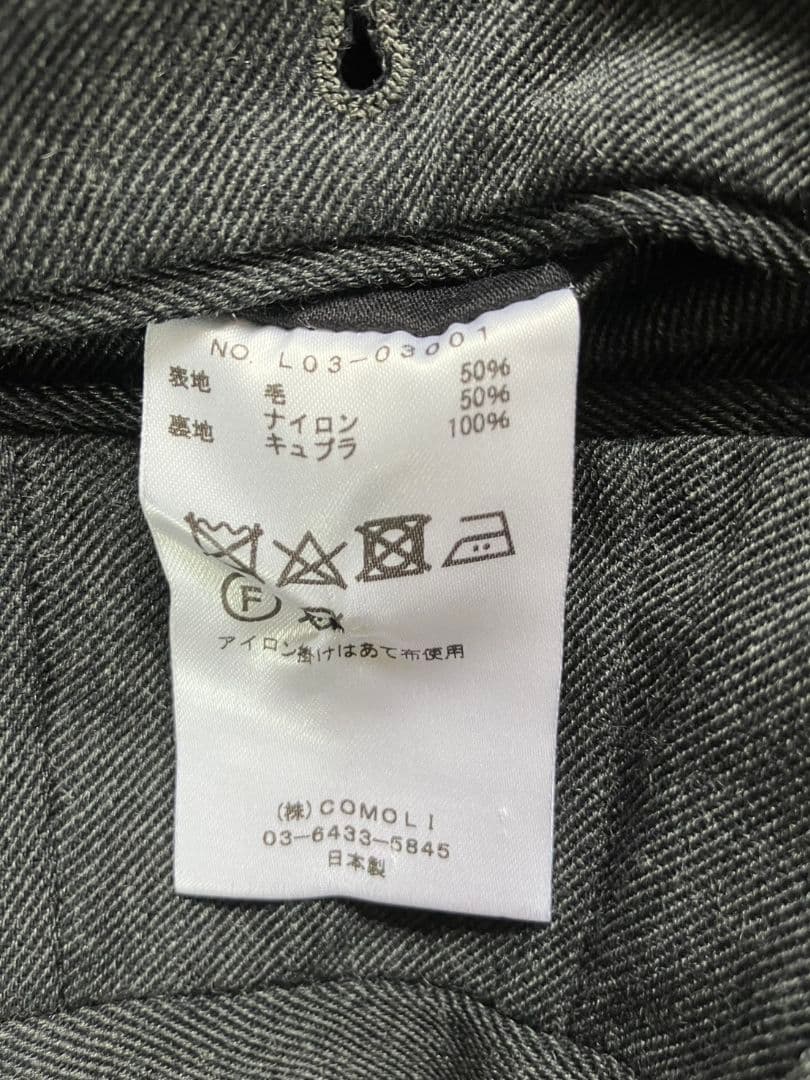 NO. L03-03001
表地 毛 50%
ナイロン 50%
裏地 キュプラ 100%
F
アイロン掛けはあて布使用
(株)COMOLI
03-6433-5845
日本製